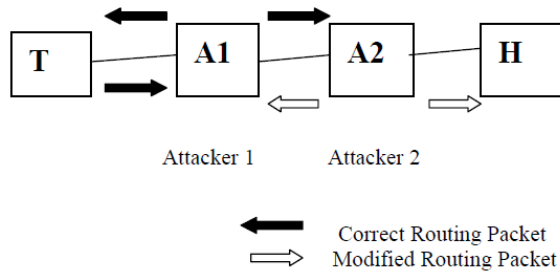 T A1 A2 H
Attacker 1 Attacker 2
Correct Routing Packet
Modified Routing Packet